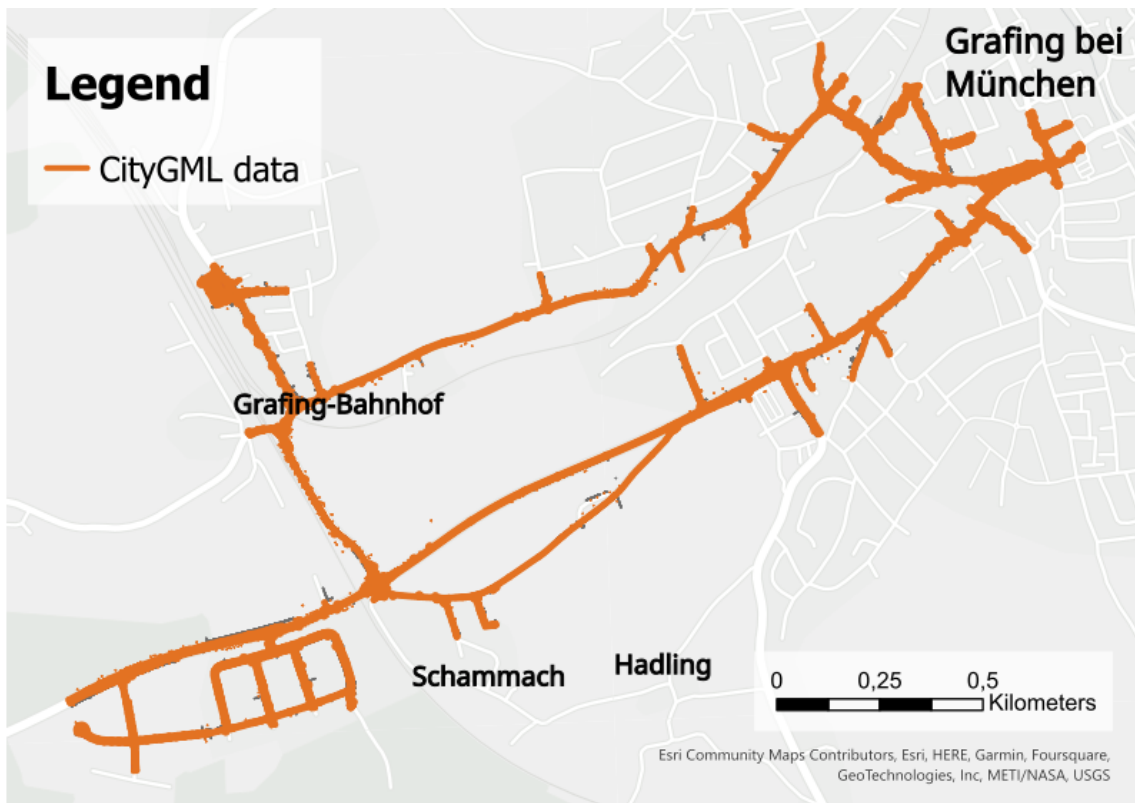 Grafing bei
München
Legend
CityGML data
Grafing-Bahnhof
Schammach
Hadling
0 0,25 0,5
Kilometers
Esri Community Maps Contributors, Esri, HERE, Garmin, Foursquare,
GeoTechnologies, Inc, METI/NASA, USGS